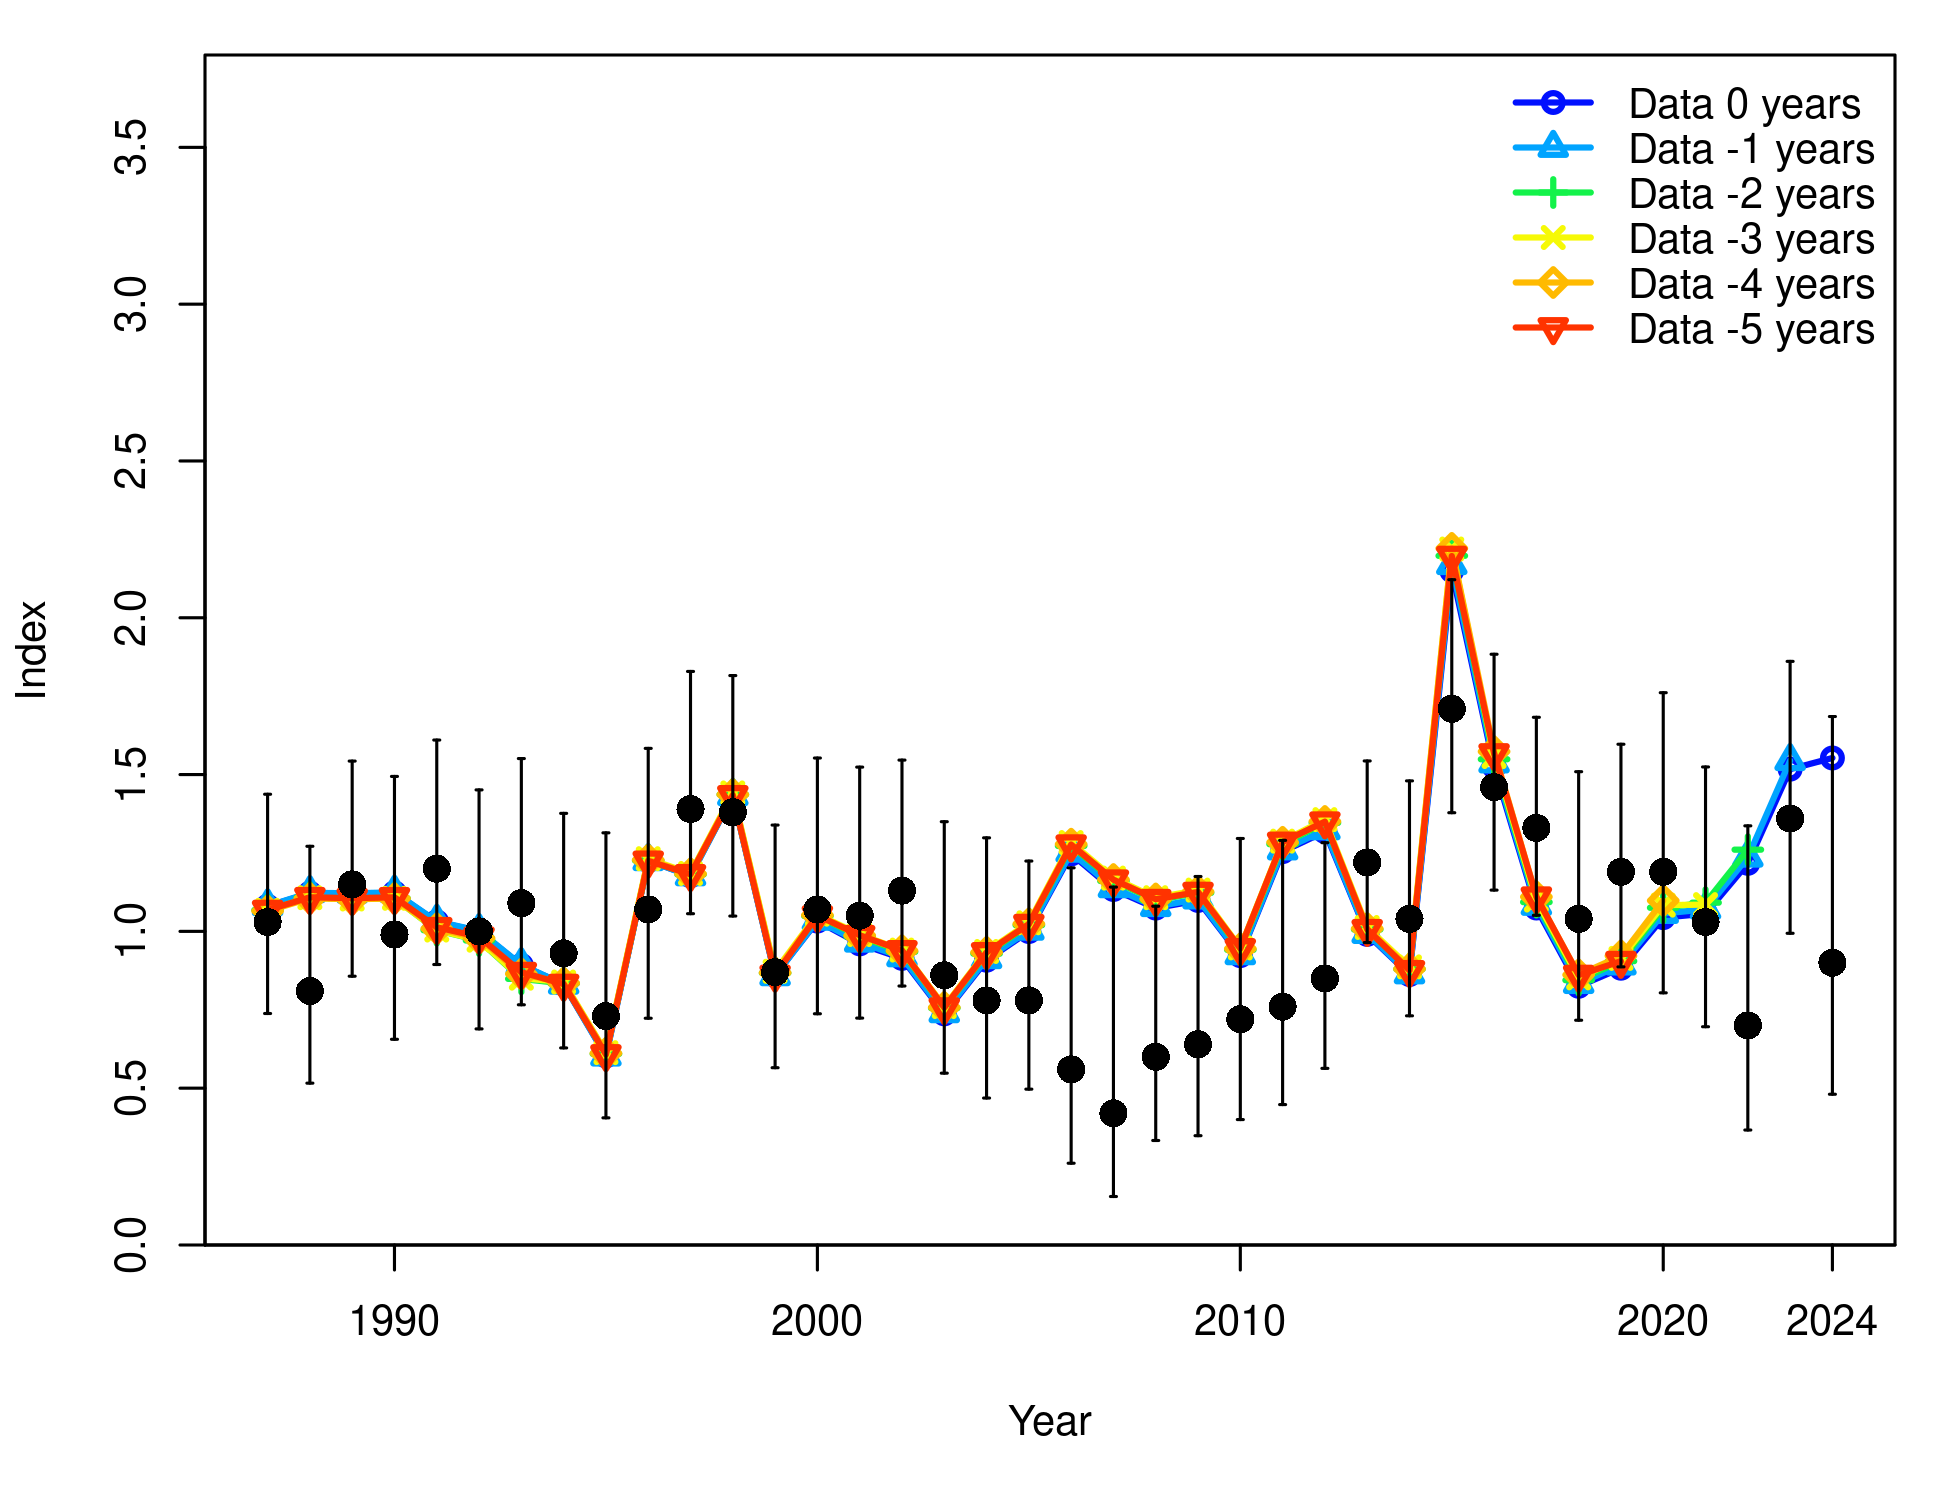 Data 0 years
Data -1 years
Data -2 years
Data -3 years
Data -4 years
Data -5 years
3.5
3.0
2.5
2.0
1.5
1.0
0.5
0.0
Index
1990 2000 2010 2020 2024
Year